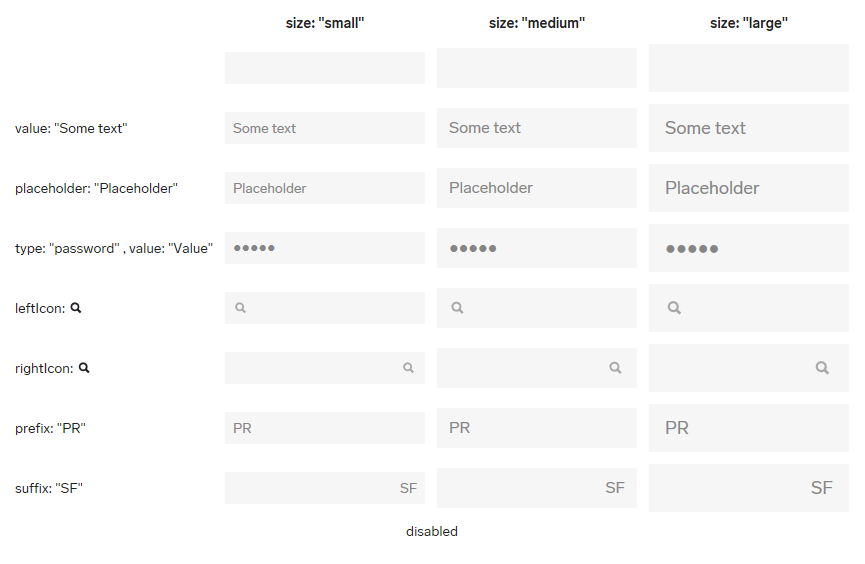 size: "small" size: "medium" size: "large"
value: "Some text" Some text Some text Some text
placeholder: "Placeholder" Placeholder Placeholder Placeholder
type: "password" , value: "Value" ●●●●● ●●●●● ●●●●●
leftIcon:
rightIcon:
prefix: "PR" PR PR PR
suffix: "SF" SF SF SF
disabled